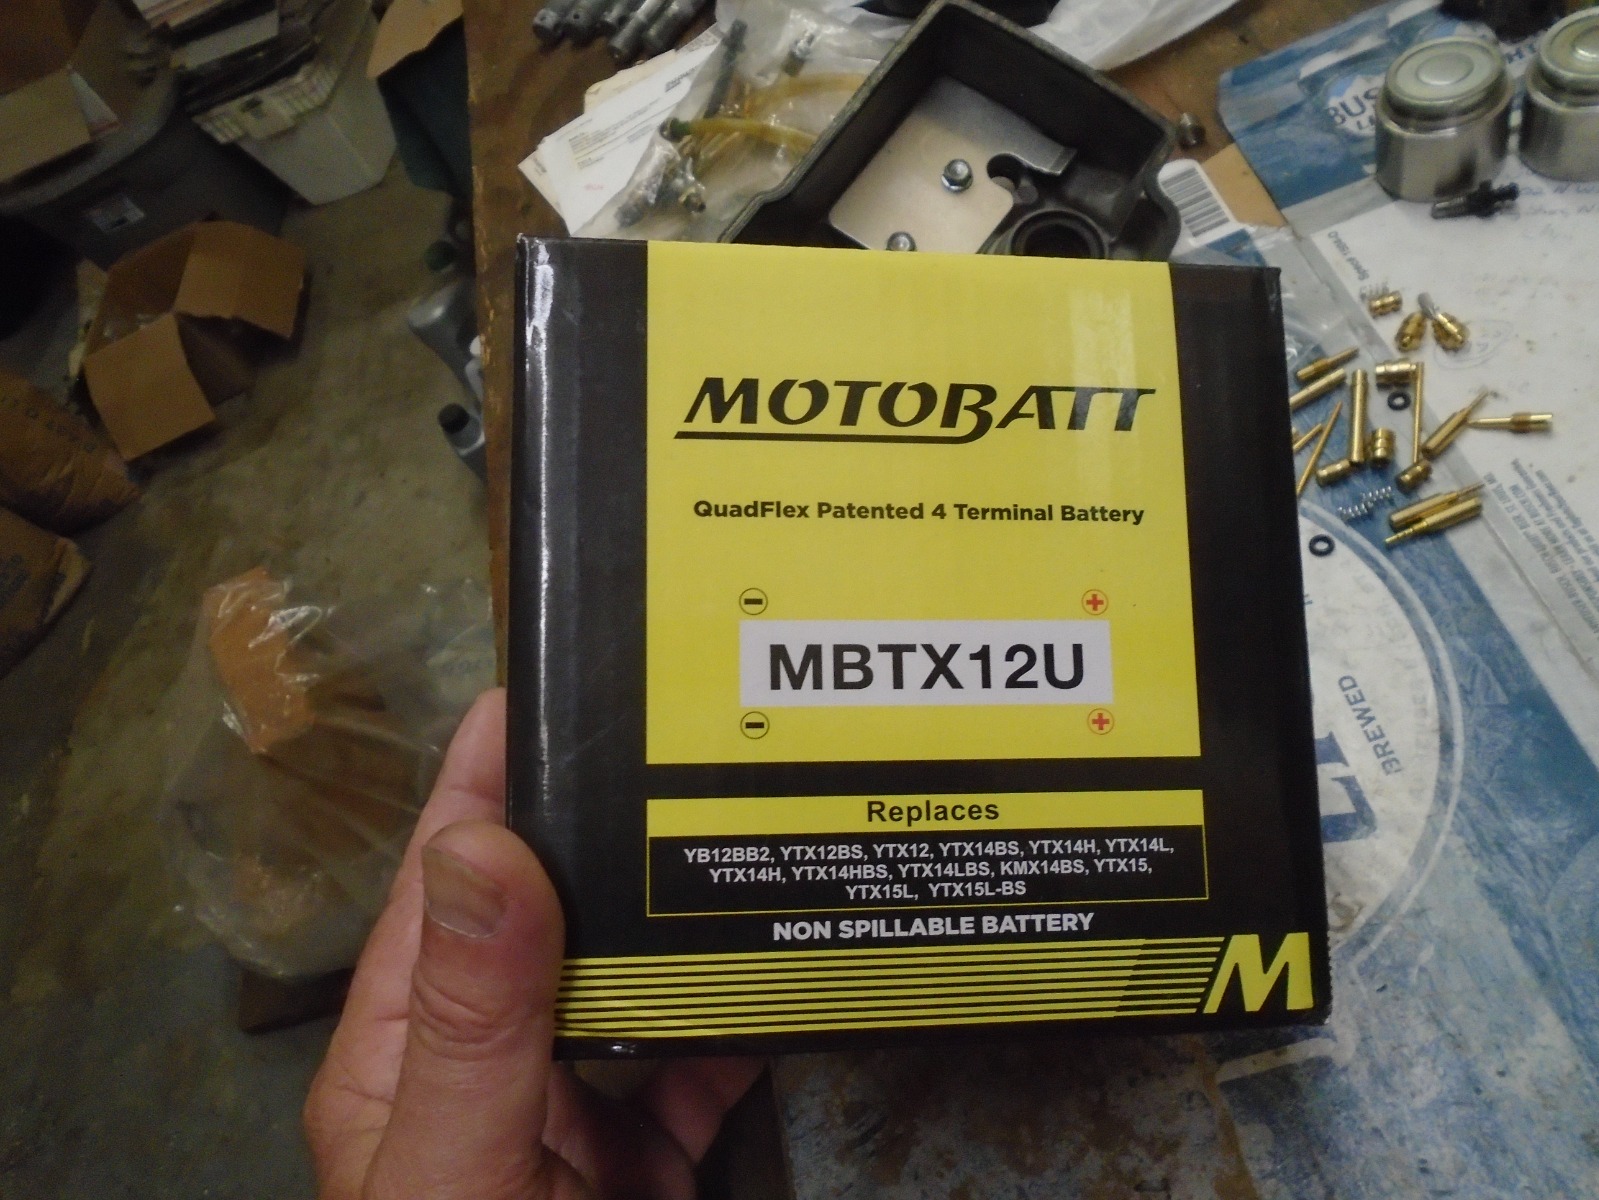 MOTOBATT
QuadFlex Patented 4 Terminal Battery
MBTX12U
Replaces
YB12BB2, YTX12BS, YTX12, YTX14BS, YTX14H, YTX14L,
YTX14H, YTX14HBS, YTX14LBS, KMX14BS, YTX15,
YTX15L, YTX15L-BS
NON SPILLABLE BATTERY
M
BREWED